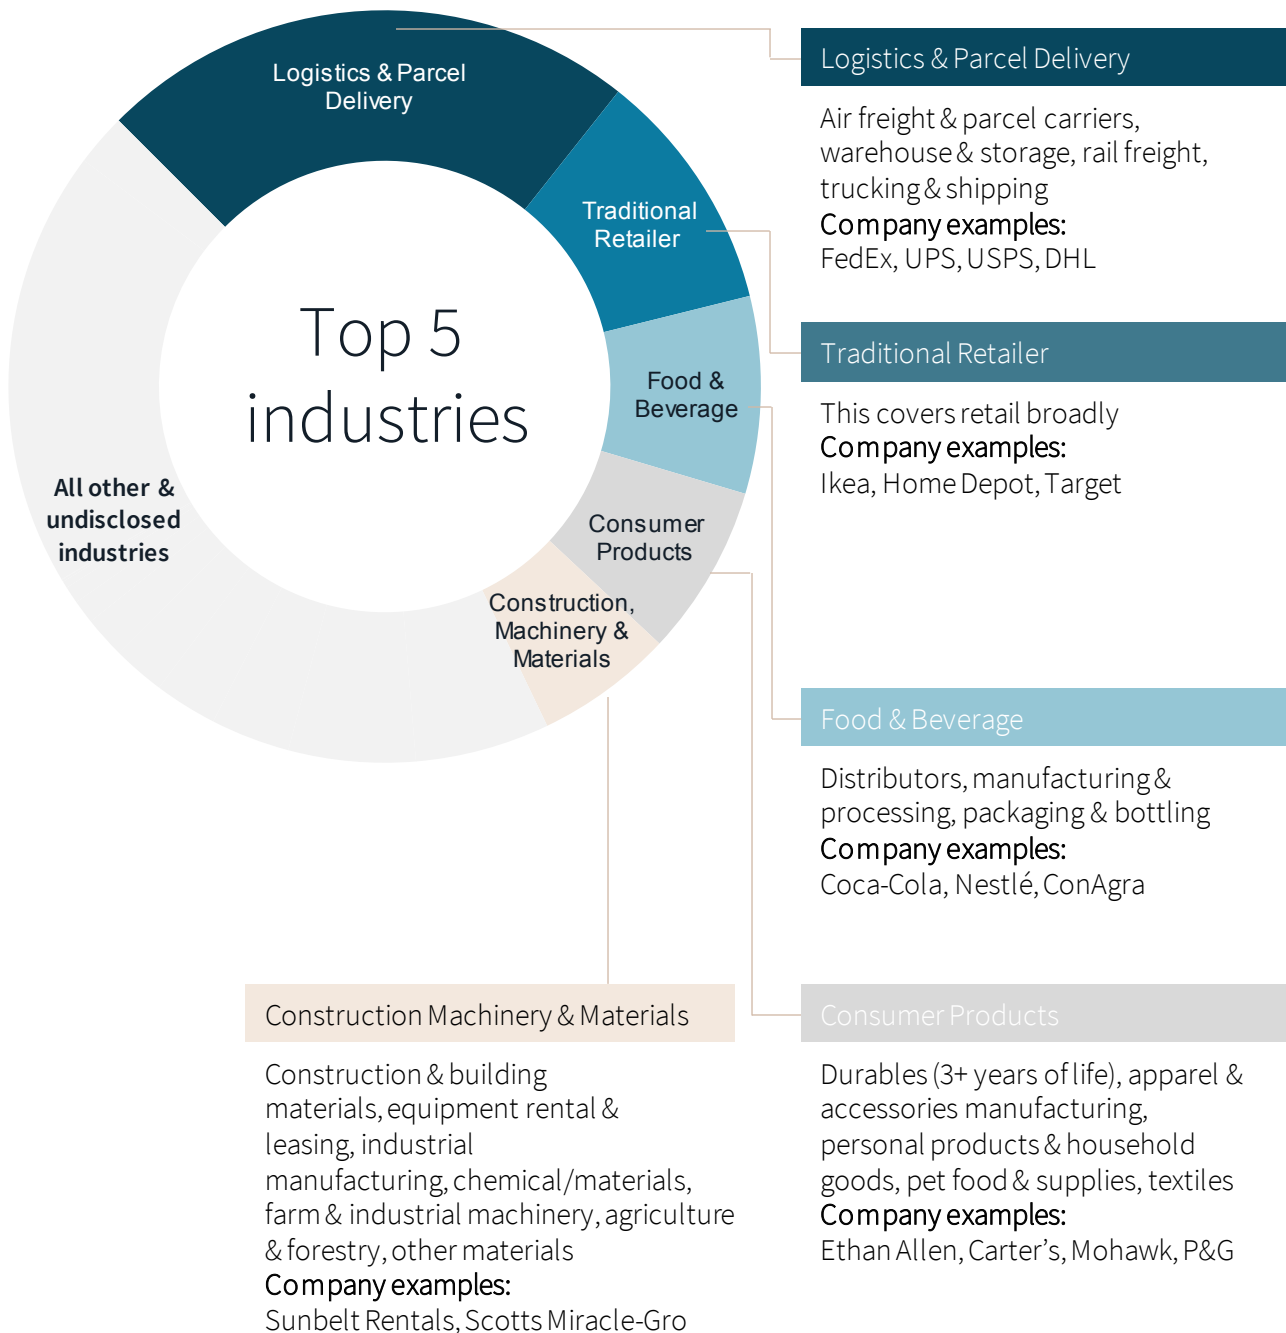 Logistics & Parcel
Delivery
Traditional
Retailer
Food &
Beverage
Consumer
Products
Construction,
Machinery &
Materials
All other &
undisclosed
industries
Top 5
industries
Logistics & Parcel Delivery
Air freight & parcel carriers,
warehouse & storage, rail freight,
trucking & shipping
Company examples:
FedEx, UPS, USPS, DHL
Traditional Retailer
This covers retail broadly
Company examples:
Ikea, Home Depot, Target
Food & Beverage
Distributors, manufacturing &
processing, packaging & bottling
Company examples:
Coca-Cola, Nestlé, ConAgra
Consumer Products
Durables (3+ years of life), apparel &
accessories manufacturing,
personal products & household
goods, pet food & supplies, textiles
Company examples:
Ethan Allen, Carter’s, Mohawk, P&G
Construction Machinery & Materials
Construction & building
materials, equipment rental &
leasing, industrial
manufacturing, chemical/materials,
farm & industrial machinery, agriculture
& forestry, other materials
Company examples:
Sunbelt Rentals, Scotts Miracle-Gro